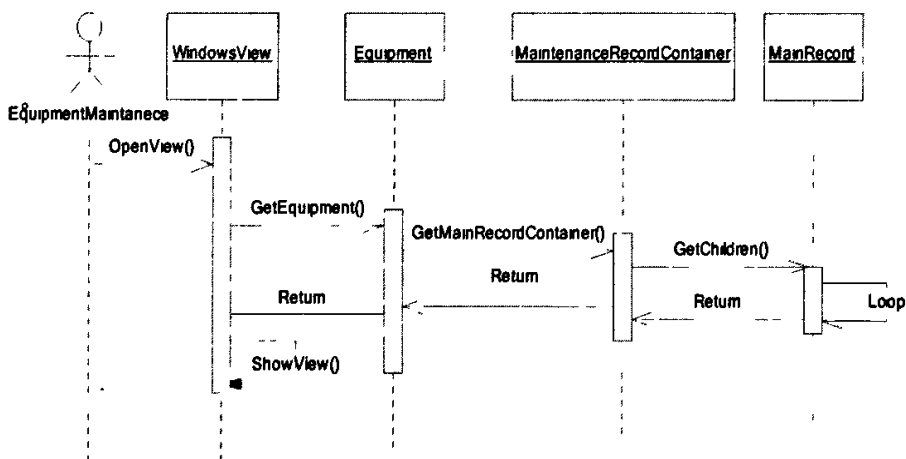 WindowsView
Equipment
MaintenanceRecordContainer
MainRecord
EquipmentMaintanece
OpenView()
GetEquipment()
GetMainRecordContainer()
GetChildren()
Return
Return
Return
Loop
ShowView()